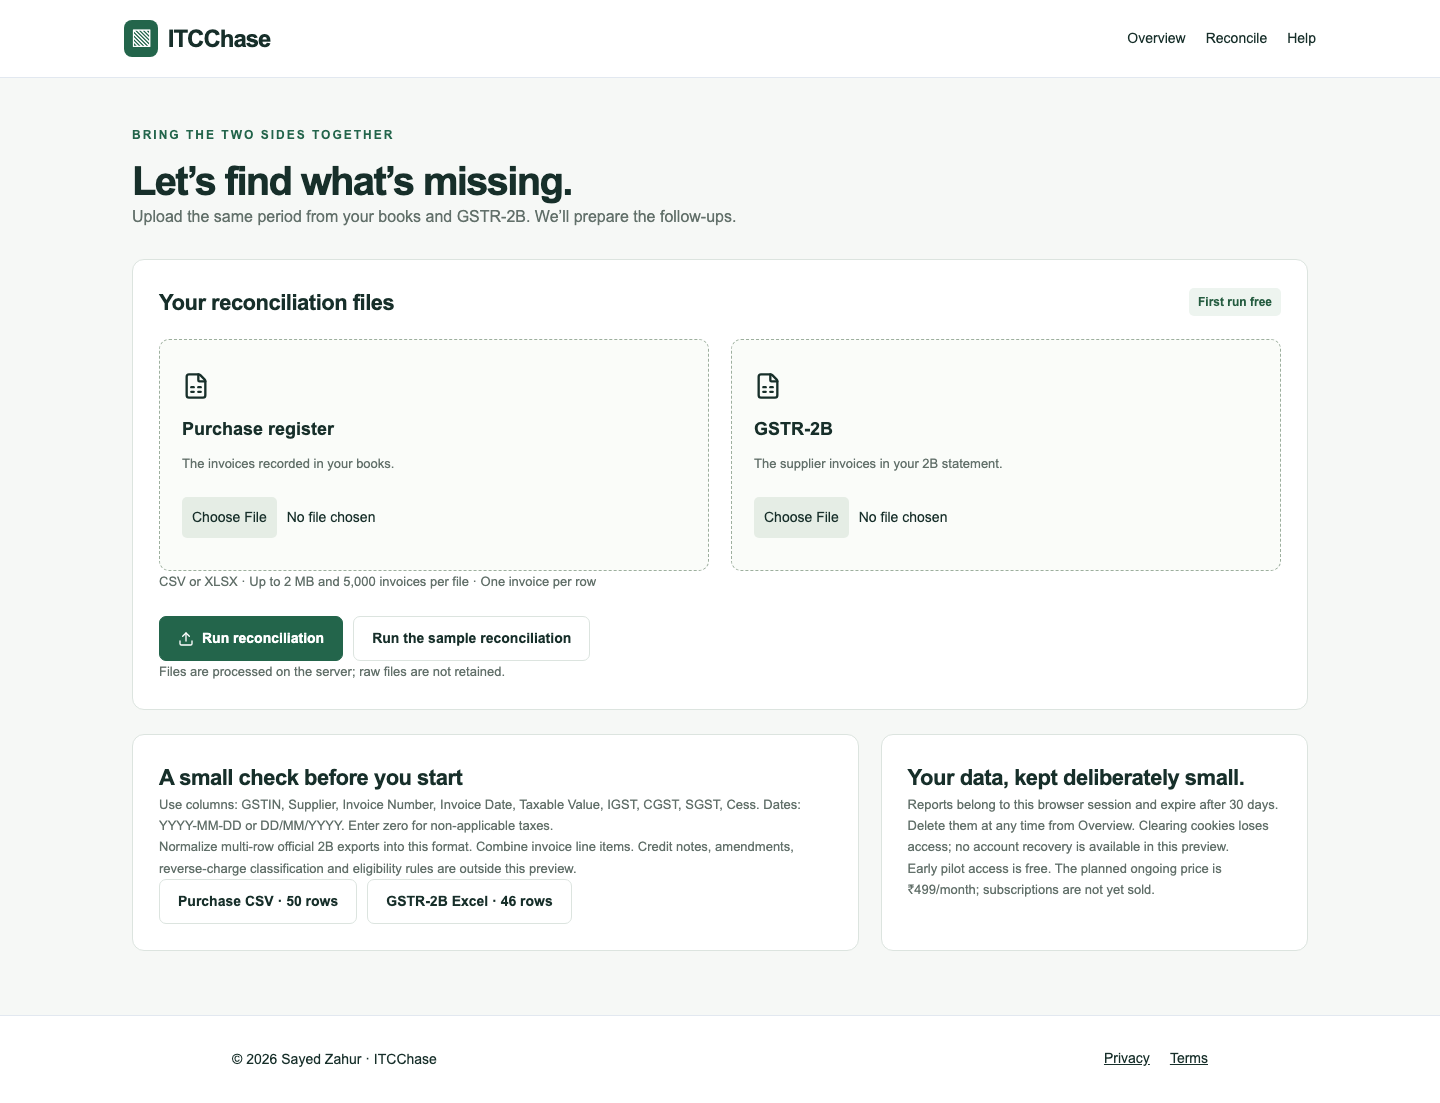 ITCChase
Overview
Reconcile
Help
BRING THE TWO SIDES TOGETHER
Let’s find what’s missing.
Upload the same period from your books and GSTR-2B. We’ll prepare the follow-ups.
Your reconciliation files
First run free
Purchase register
The invoices recorded in your books.
Choose File No file chosen
GSTR-2B
The supplier invoices in your 2B statement.
Choose File No file chosen
CSV or XLSX · Up to 2 MB and 5,000 invoices per file · One invoice per row
Run reconciliation
Run the sample reconciliation
Files are processed on the server; raw files are not retained.
A small check before you start
Use columns: GSTIN, Supplier, Invoice Number, Invoice Date, Taxable Value, IGST, CGST, SGST, Cess. Dates:
YYYY-MM-DD or DD/MM/YYYY. Enter zero for non-applicable taxes.
Normalize multi-row official 2B exports into this format. Combine invoice line items. Credit notes, amendments,
reverse-charge classification and eligibility rules are outside this preview.
Purchase CSV · 50 rows
GSTR-2B Excel · 46 rows
Your data, kept deliberately small.
Reports belong to this browser session and expire after 30 days.
Delete them at any time from Overview. Clearing cookies loses
access; no account recovery is available in this preview.
Early pilot access is free. The planned ongoing price is
₹499/month; subscriptions are not yet sold.
© 2026 Sayed Zahur · ITCChase
Privacy
Terms